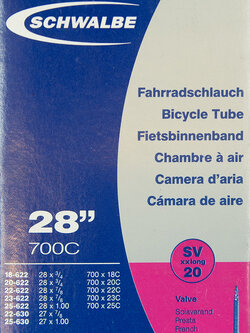 SCHWALBE
Fahrradschlauch
Bicycle Tube
Fietsbinnenband
Chambre à air
Camera d'aria
Cámara de aire
28"
700C
SV
xxlong
20
18-622 28 x 3/4 700 x 18C
20-622 28 x 3/4 700 x 20C
22-622 28 x 7/8 700 x 22C
23-622 28 x 7/8 700 x 23C
25-622 28 x 1.00 700 x 25C
22-630 27 x 7/8
25-630 27 x 1.00
Valve
Sclaverand
Presta
French